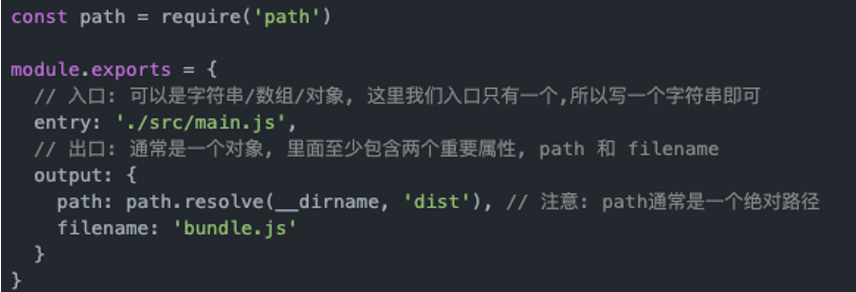 const path = require('path')
module.exports = {
// 入口: 可以是字符串/数组/对象, 这里我们入口只有一个,所以写一个字符串即可
entry: './src/main.js',
// 出口: 通常是一个对象, 里面至少包含两个重要属性, path 和 filename
output: {
path: path.resolve(__dirname, 'dist'), // 注意: path通常是一个绝对路径
filename: 'bundle.js'
}
}